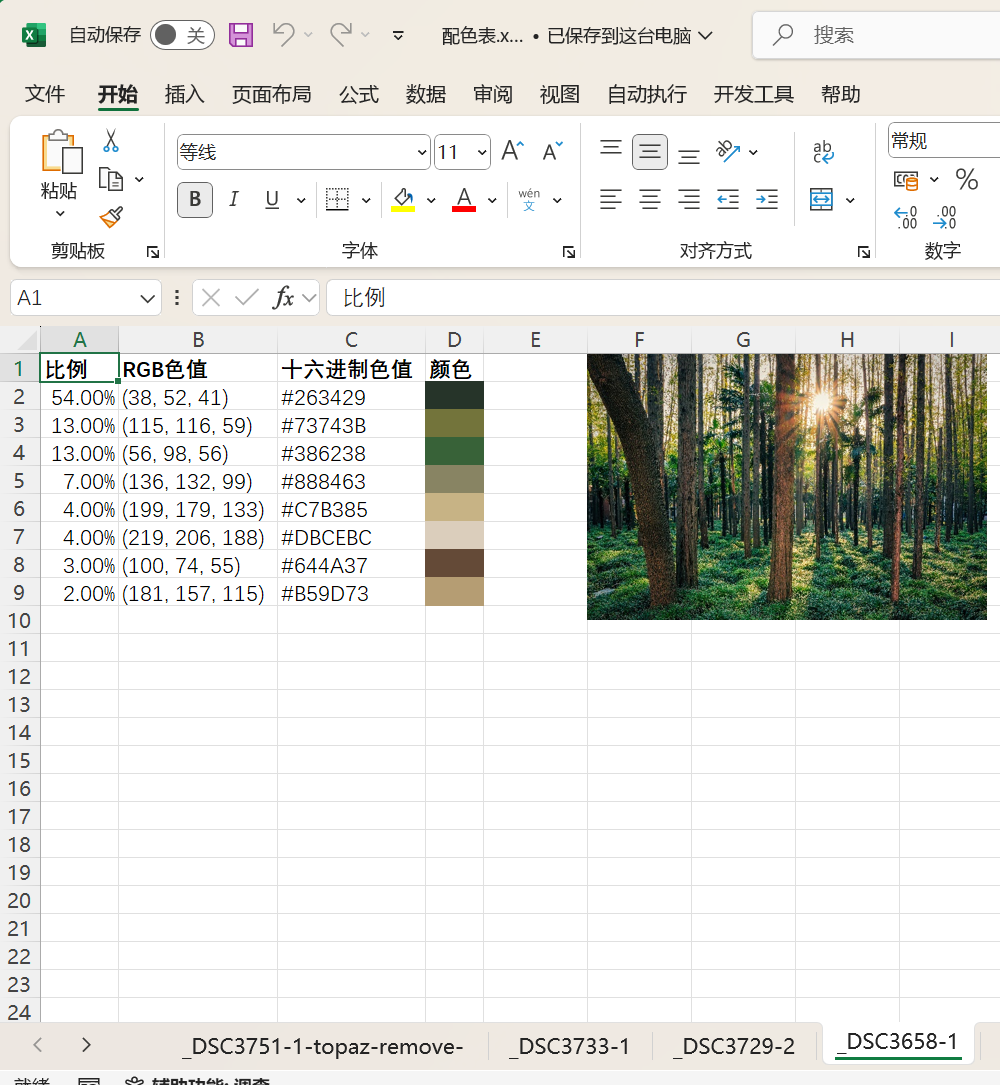 自动保存 关 配色表.x... • 已保存到这台电脑 搜索
文件 开始 插入 页面布局 公式 数据 审阅 视图 自动执行 开发工具 帮助
等线 11 常规
粘贴 B I U A wén 文 ab c %
剪贴板 字体 对齐方式 数字
A1 fx 比例
A B C D E F G H I
1 比例 RGB色值 十六进制色值 颜色
2 54.00% (38, 52, 41) #263429
3 13.00% (115, 116, 59) #73743B
4 13.00% (56, 98, 56) #386238
5 7.00% (136, 132, 99) #888463
6 4.00% (199, 179, 133) #C7B385
7 4.00% (219, 206, 188) #DBCEBC
8 3.00% (100, 74, 55) #644A37
9 2.00% (181, 157, 115) #B59D73
10
11
12
13
14
15
16
17
18
19
20
21
22
23
24
_DSC3751-1-topaz-remove- _DSC3733-1 _DSC3729-2 _DSC3658-1
就绪 辅助功能: 调查